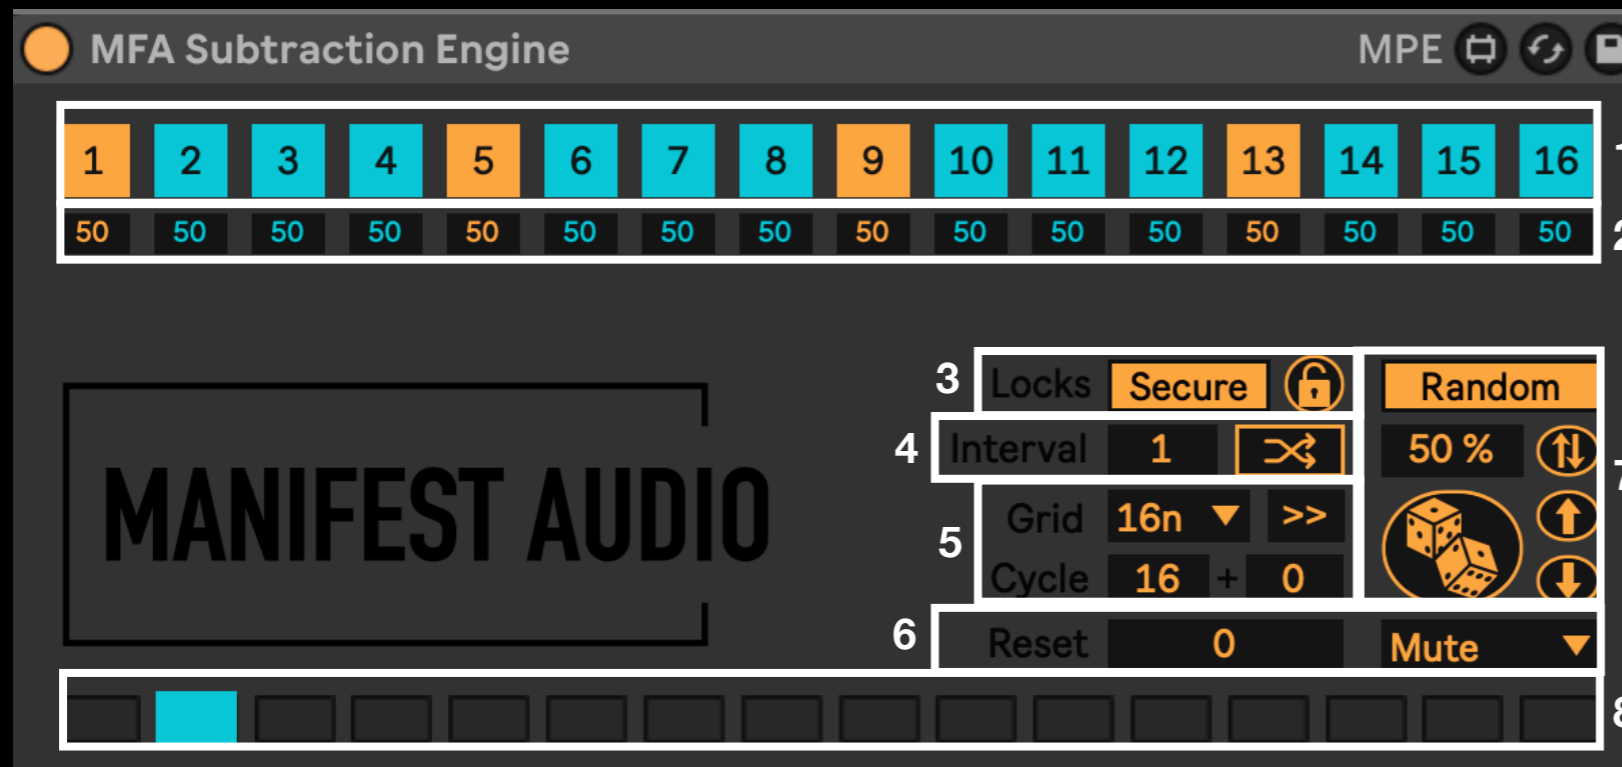 MFA Subtraction Engine MPE
1 2 3 4 5 6 7 8 9 10 11 12 13 14 15 16
50 50 50 50 50 50 50 50 50 50 50 50 50 50 50 50
3 Locks Secure Random
4 Interval 1 50 %
MANIFEST AUDIO
5 Grid 16n >>
Cycle 16 + 0
6 Reset 0 Mute